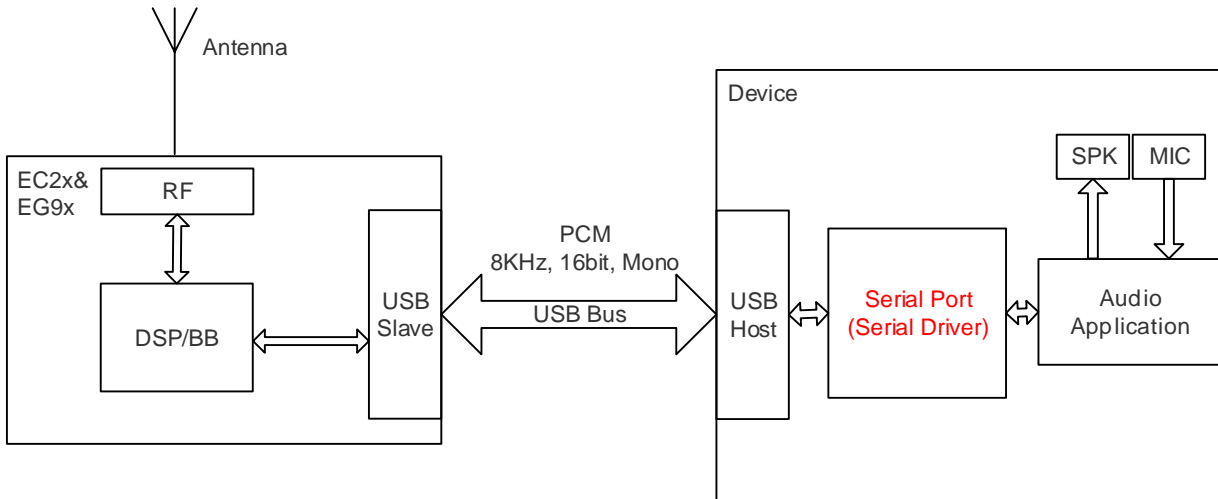 Antenna
EC2x&
EG9x
RF
DSP/BB
USB
Slave
PCM
8KHz, 16bit, Mono
USB Bus
Device
USB
Host
Serial Port
(Serial Driver)
SPK
MIC
Audio
Application